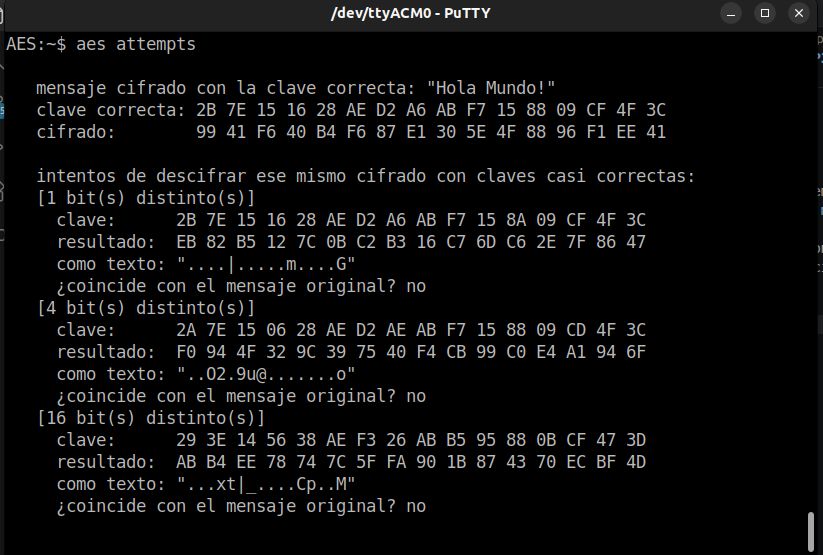 /dev/ttyACM0 - PuTTY
AES:~$ aes attempts
mensaje cifrado con la clave correcta: "Hola Mundo!"
clave correcta: 2B 7E 15 16 28 AE D2 A6 AB F7 15 88 09 CF 4F 3C
cifrado: 99 41 F6 40 B4 F6 87 E1 30 5E 4F 88 96 F1 EE 41
intentos de descifrar ese mismo cifrado con claves casi correctas:
[1 bit(s) distinto(s)]
clave: 2B 7E 15 16 28 AE D2 A6 AB F7 15 8A 09 CF 4F 3C
resultado: EB 82 B5 12 7C 0B C2 B3 16 C7 6D C6 2E 7F 86 47
como texto: "....|.....m....G"
¿coincide con el mensaje original? no
[4 bit(s) distinto(s)]
clave: 2A 7E 15 06 28 AE D2 AE AB F7 15 88 09 CD 4F 3C
resultado: F0 94 4F 32 9C 39 75 40 F4 CB 99 C0 E4 A1 94 6F
como texto: "..O2.9u@.......o"
¿coincide con el mensaje original? no
[16 bit(s) distinto(s)]
clave: 29 3E 14 56 38 AE F3 26 AB B5 95 88 0B CF 47 3D
resultado: AB B4 EE 78 74 7C 5F FA 90 1B 87 43 70 EC BF 4D
como texto: "...xt|_....Cp..M"
¿coincide con el mensaje original? no